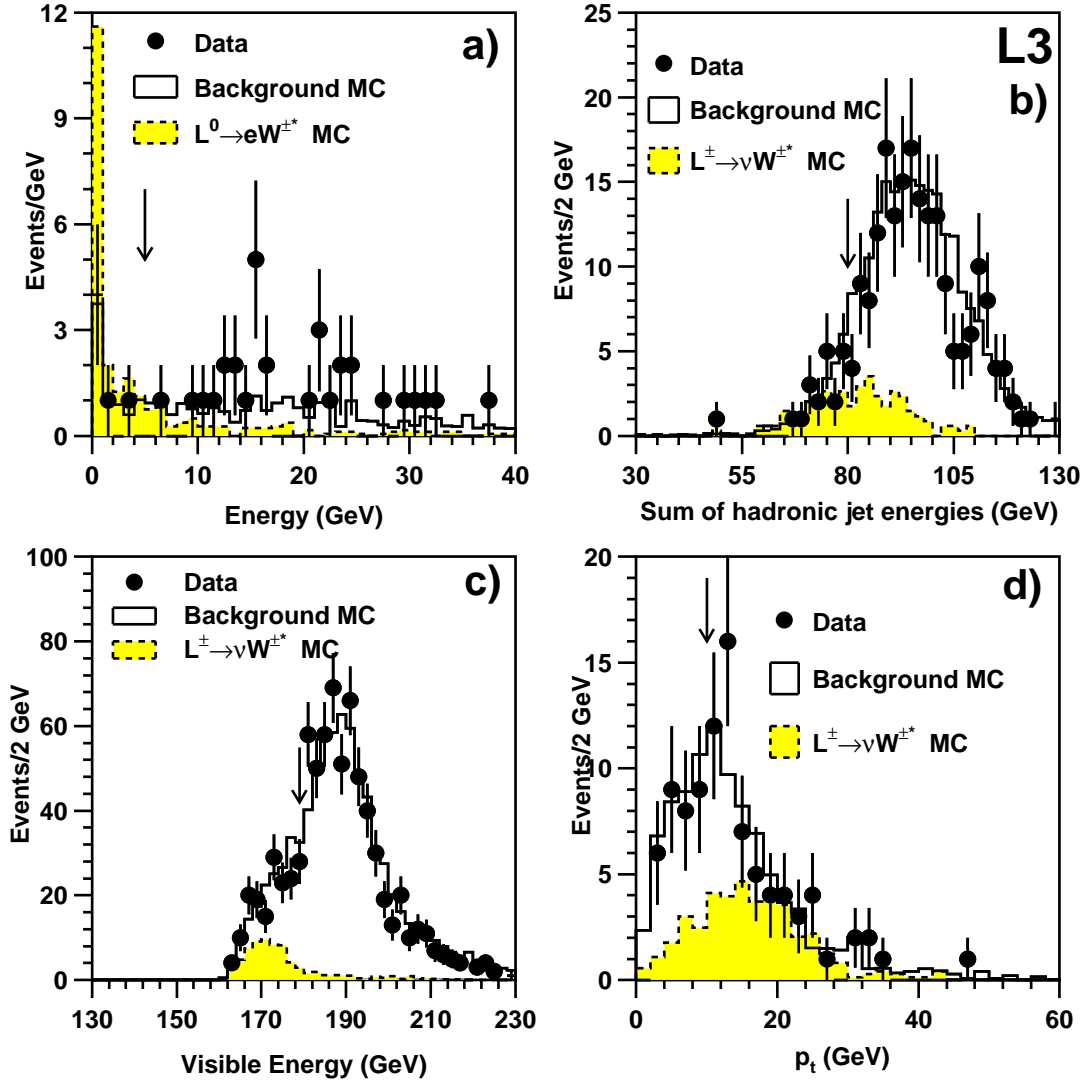 a)
Data
Background MC
L⁰→eW±* MC
Events/GeV
12
9
6
3
0
0 10 20 30 40
Energy (GeV)
L3
b)
Data
Background MC
L±→νW±* MC
Events/2 GeV
25
20
15
10
5
0
30 55 80 105 130
Sum of hadronic jet energies (GeV)
c)
Data
Background MC
L±→νW±* MC
Events/2 GeV
100
80
60
40
20
0
130 150 170 190 210 230
Visible Energy (GeV)
d)
Data
Background MC
L±→νW±* MC
Events/2 GeV
20
15
10
5
0
0 20 40 60
pt (GeV)